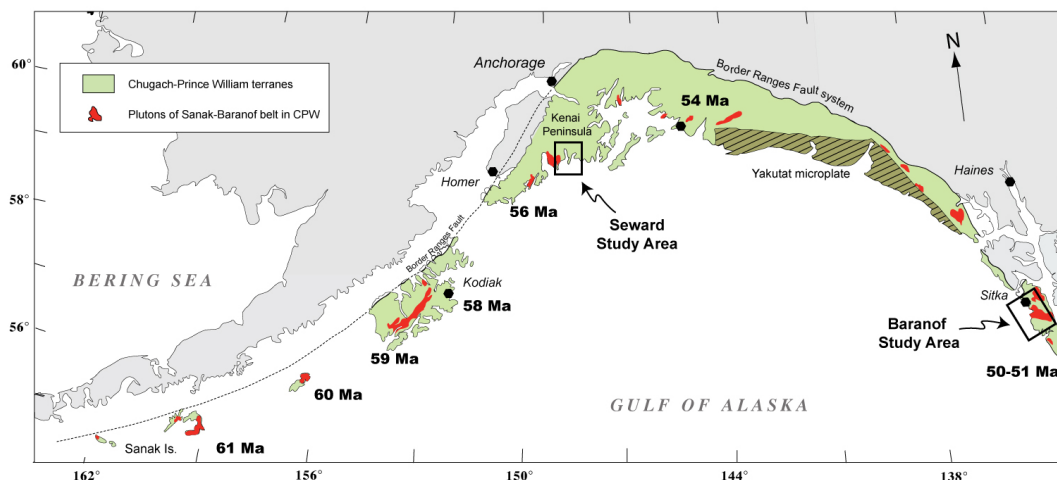 60°
58°
56°
Chugach-Prince William terranes
Plutons of Sanak-Baranof belt in CPW
Anchorage
Border Ranges Fault system
N
54 Ma
Kenai
Peninsula
Yakutat microplate
Haines
Homer
56 Ma
Seward
Study Area
Border Ranges Fault
BERING SEA
Kodiak
58 Ma
59 Ma
Sitka
Baranof
Study Area
50-51 Ma
60 Ma
GULF OF ALASKA
Sanak Is.
61 Ma
162°
156°
150°
144°
138°